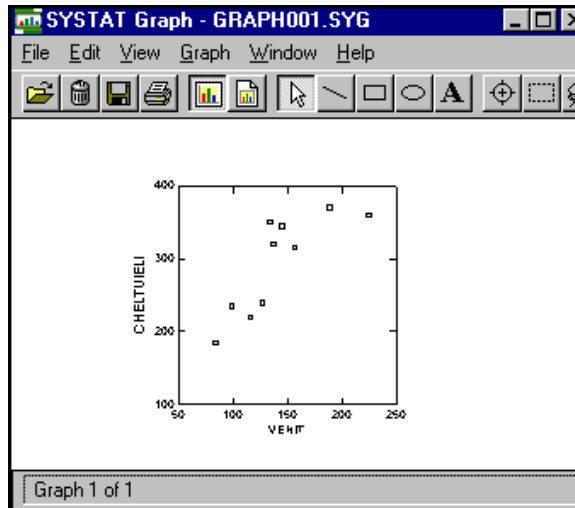 SYSTAT Graph - GRAPH001.SYG
File Edit View Graph Window Help
A
400
300
200
100
CHELTUIELI
50 100 150 200 250
VENIT
Graph 1 of 1